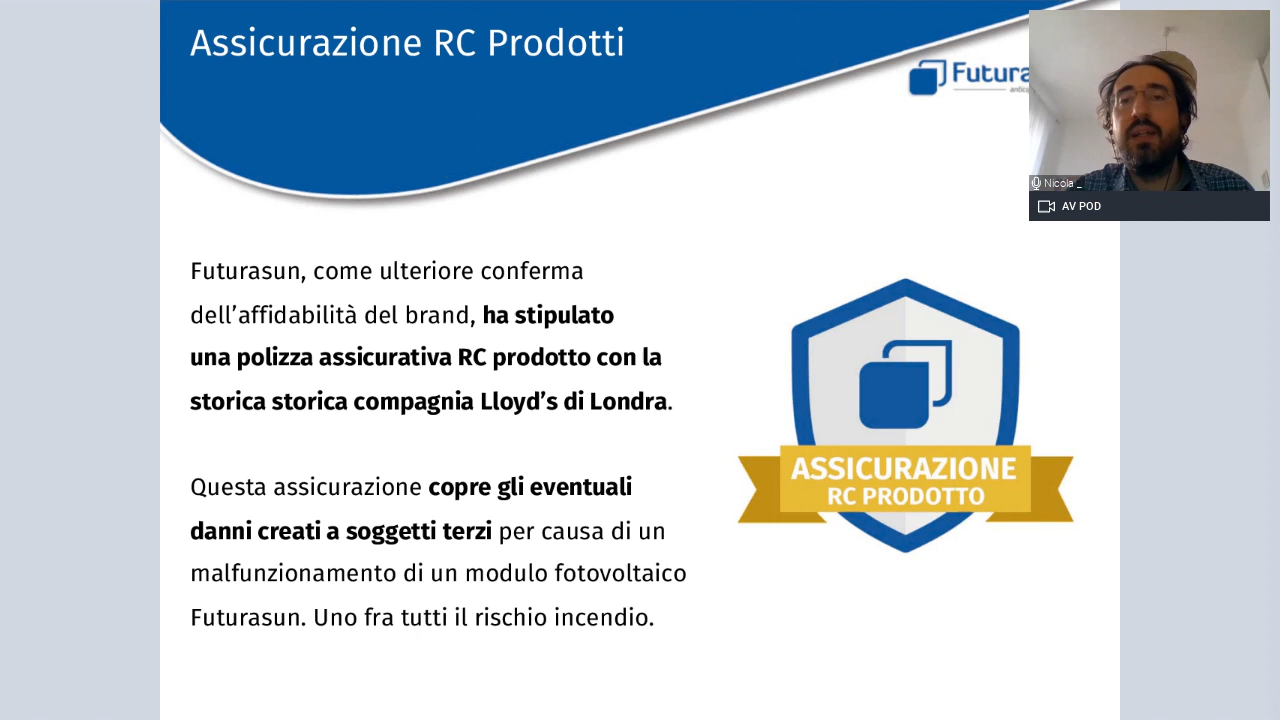 Assicurazione RC Prodotti
Futura
Nicola _
AV POD
Futurasun, come ulteriore conferma
dell’affidabilità del brand, ha stipulato
una polizza assicurativa RC prodotto con la
storica storica compagnia Lloyd’s di Londra.
Questa assicurazione copre gli eventuali
danni creati a soggetti terzi per causa di un
malfunzionamento di un modulo fotovoltaico
Futurasun. Uno fra tutti il rischio incendio.
ASSICURAZIONE
RC PRODOTTO